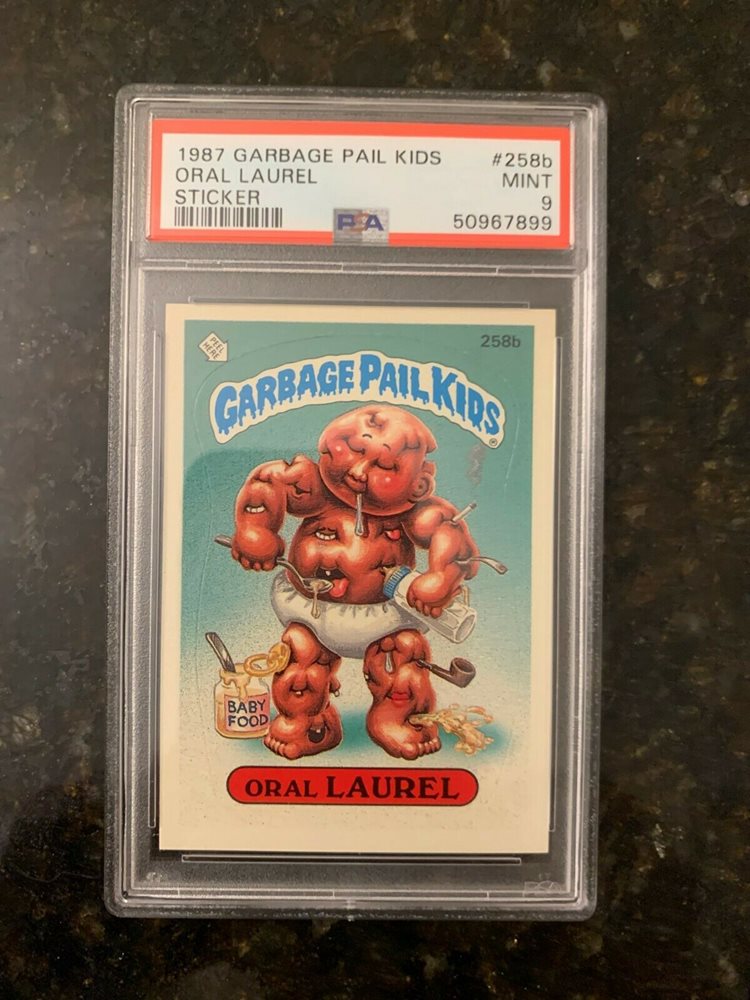 1987 GARBAGE PAIL KIDS #258b
ORAL LAUREL MINT
STICKER 9
PSA 50967899
PEEL HERE
258b
GARBAGE PAIL KIDS®
BABY
FOOD
ORAL LAUREL